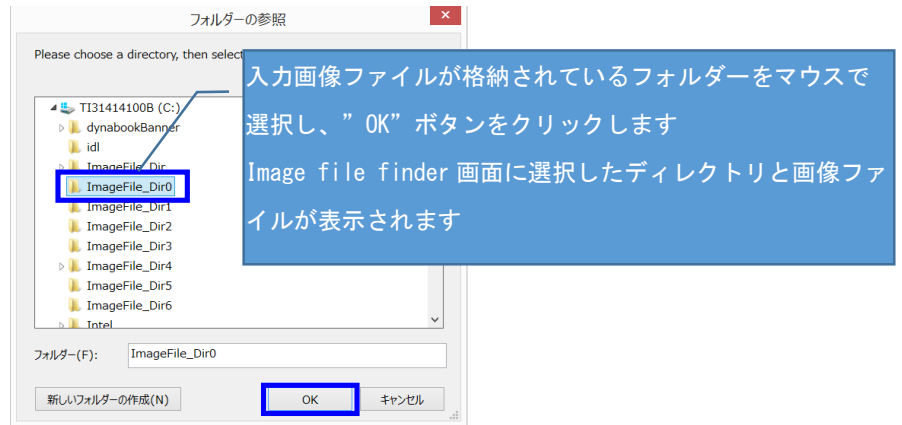 フォルダーの参照
Please choose a directory, then select
入力画像ファイルが格納されているフォルダーをマウスで
選択し、”OK”ボタンをクリックします
Image file finder 画面に選択したディレクトリと画像ファ
イルが表示されます
TI31414100B (C:)
dynabookBanner
idl
ImageFile_Dir
ImageFile_Dir0
ImageFile_Dir1
ImageFile_Dir2
ImageFile_Dir3
ImageFile_Dir4
ImageFile_Dir5
ImageFile_Dir6
Intel
フォルダー(F): ImageFile_Dir0
新しいフォルダーの作成(N) OK キャンセル